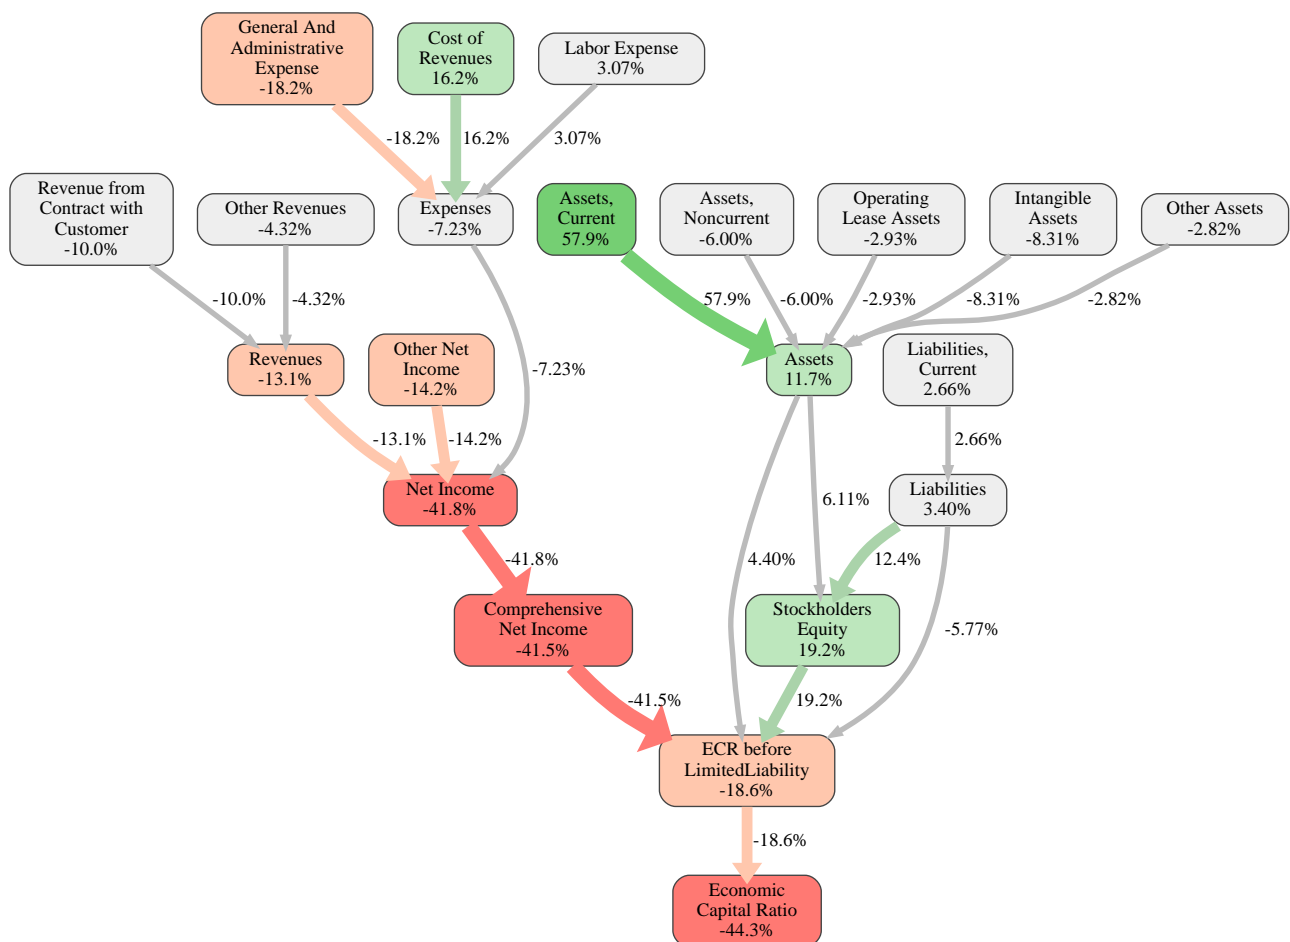 General And
Administrative
Expense
-18.2%
Cost of
Revenues
16.2%
Labor Expense
3.07%
-18.2%
16.2%
3.07%
Revenue from
Contract with
Customer
-10.0%
Other Revenues
-4.32%
Expenses
-7.23%
Assets,
Current
57.9%
Assets,
Noncurrent
-6.00%
Operating
Lease Assets
-2.93%
Intangible
Assets
-8.31%
Other Assets
-2.82%
-10.0%
-4.32%
57.9%
-6.00%
-2.93%
-8.31%
-2.82%
Revenues
-13.1%
Other Net
Income
-14.2%
-7.23%
Assets
11.7%
Liabilities,
Current
2.66%
-13.1%
-14.2%
2.66%
Net Income
-41.8%
6.11%
Liabilities
3.40%
-41.8%
4.40%
12.4%
Comprehensive
Net Income
-41.5%
Stockholders
Equity
19.2%
-5.77%
-41.5%
19.2%
ECR before
LimitedLiability
-18.6%
-18.6%
Economic
Capital Ratio
-44.3%